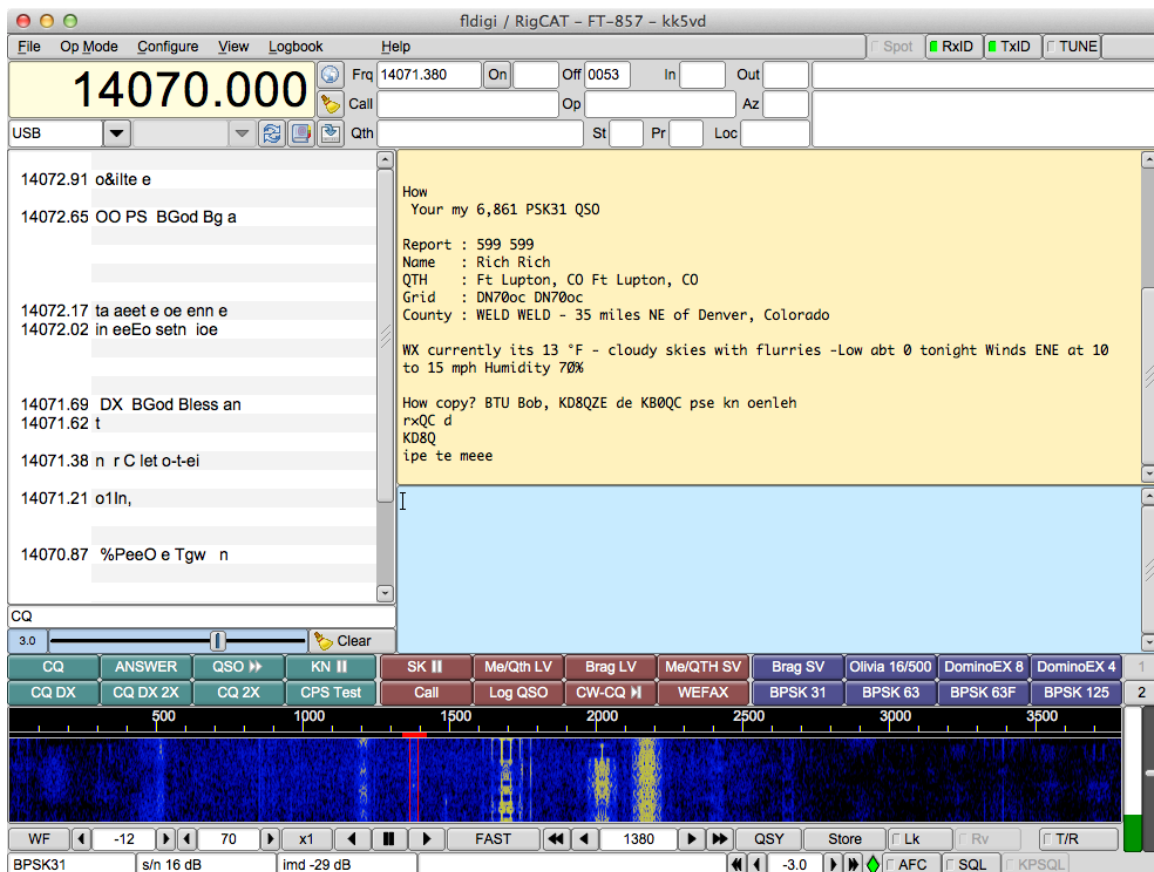 fldigi / RigCAT - FT-857 - kk5vd
File Op Mode Configure View Logbook Help Spot RxID TxID TUNE
14070.000 Frq 14071.380 On Off 0053 In Out
Call Op Az
USB Qth St Pr Loc
14072.91 o&ilte e
14072.65 OO PS BGod Bg a
14072.17 ta aeet e oe enn e
14072.02 in eeEo setn ioe
14071.69 DX BGod Bless an
14071.62 t
14071.38 n r C let o-t-ei
14071.21 o1In,
14070.87 %PeeO e Tgw n
CQ
3.0 Clear
How
Your my 6,861 PSK31 QSO
Report : 599 599
Name : Rich Rich
QTH : Ft Lupton, CO Ft Lupton, CO
Grid : DN70oc DN70oc
County : WELD WELD - 35 miles NE of Denver, Colorado
WX currently its 13 °F - cloudy skies with flurries -Low abt 0 tonight Winds ENE at 10
to 15 mph Humidity 70%
How copy? BTU Bob, KD8QZE de KB0QC pse kn oenleh
rxQC d
KD8Q
ipe te meee
CQ ANSWER QSO KN SK Me/Qth LV Brag LV Me/QTH SV Brag SV Olivia 16/500 DominoEX 8 DominoEX 4 1
CQ DX CQ DX 2X CQ 2X CPS Test Call Log QSO CW-CQ WEFAX BPSK 31 BPSK 63 BPSK 63F BPSK 125 2
500 1000 1500 2000 2500 3000 3500
WF -12 70 x1 FAST 1380 QSY Store Lk Rv T/R
BPSK31 s/n 16 dB imd -29 dB -3.0 AFC SQL KPSQL